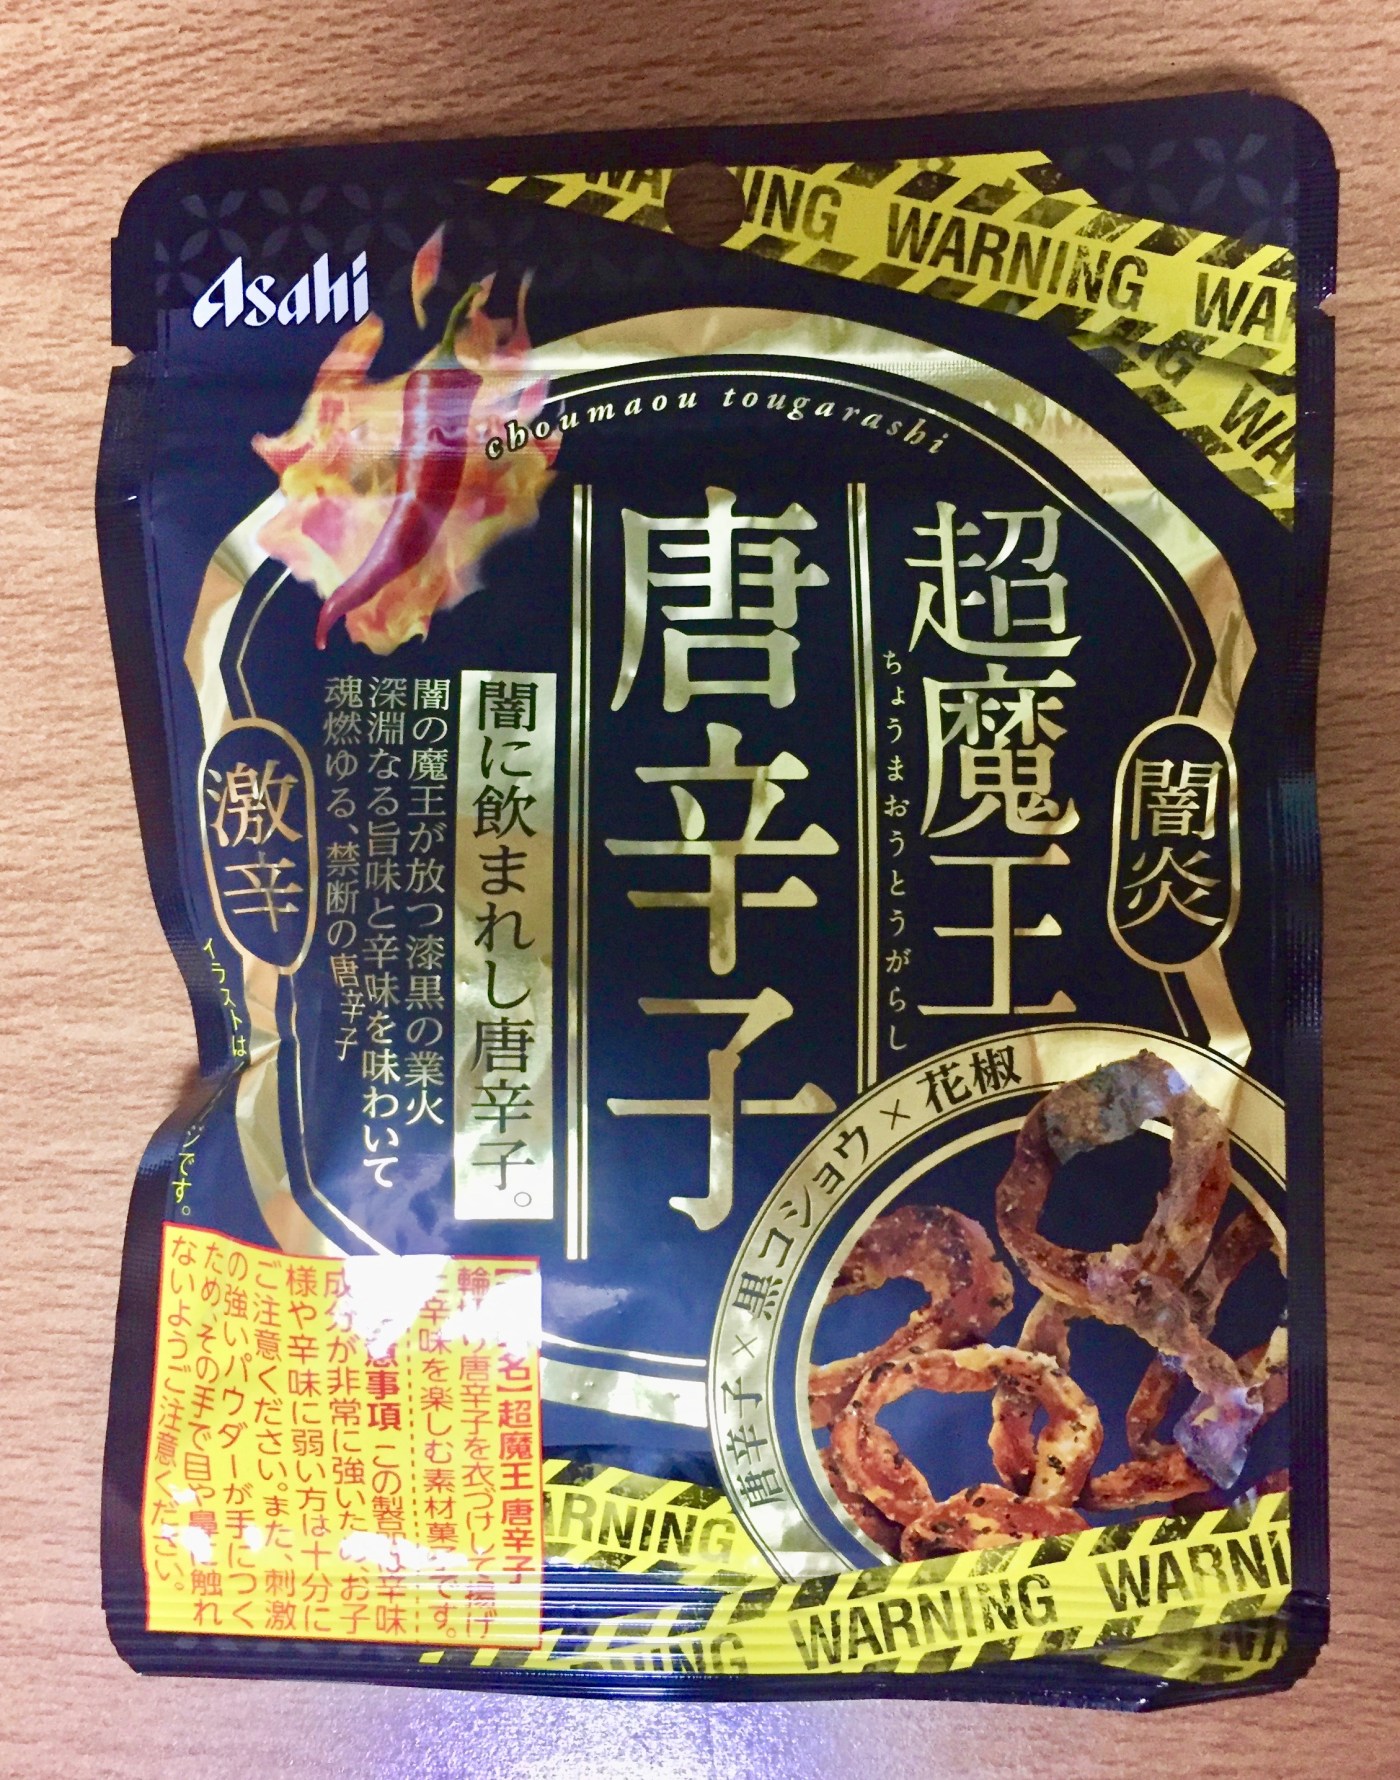 WARNING WA
WA
Asahi
choumaou tougarashi
闇炎
超魔王
ちょうまおうとうがらし
唐辛子
闇に飲まれし唐辛子。
闇の魔王が放つ漆黒の業火
深淵なる旨味と辛味を味わいて
魂燃ゆる、禁断の唐辛子
激辛
イラストは
です。
唐辛子×黒コショウ×花椒
名】超魔王 唐辛子
輪切り唐辛子を衣づけして揚げ
辛味を楽しむ素材菓子です。
事項 この製品は辛味
成分が非常に強いため、お子
様や辛味に弱い方は十分に
ご注意ください。また、刺激
の強いパウダーが手につく
ため、その手で目や鼻に触れ
ないようご注意ください。
WARNING WARNI